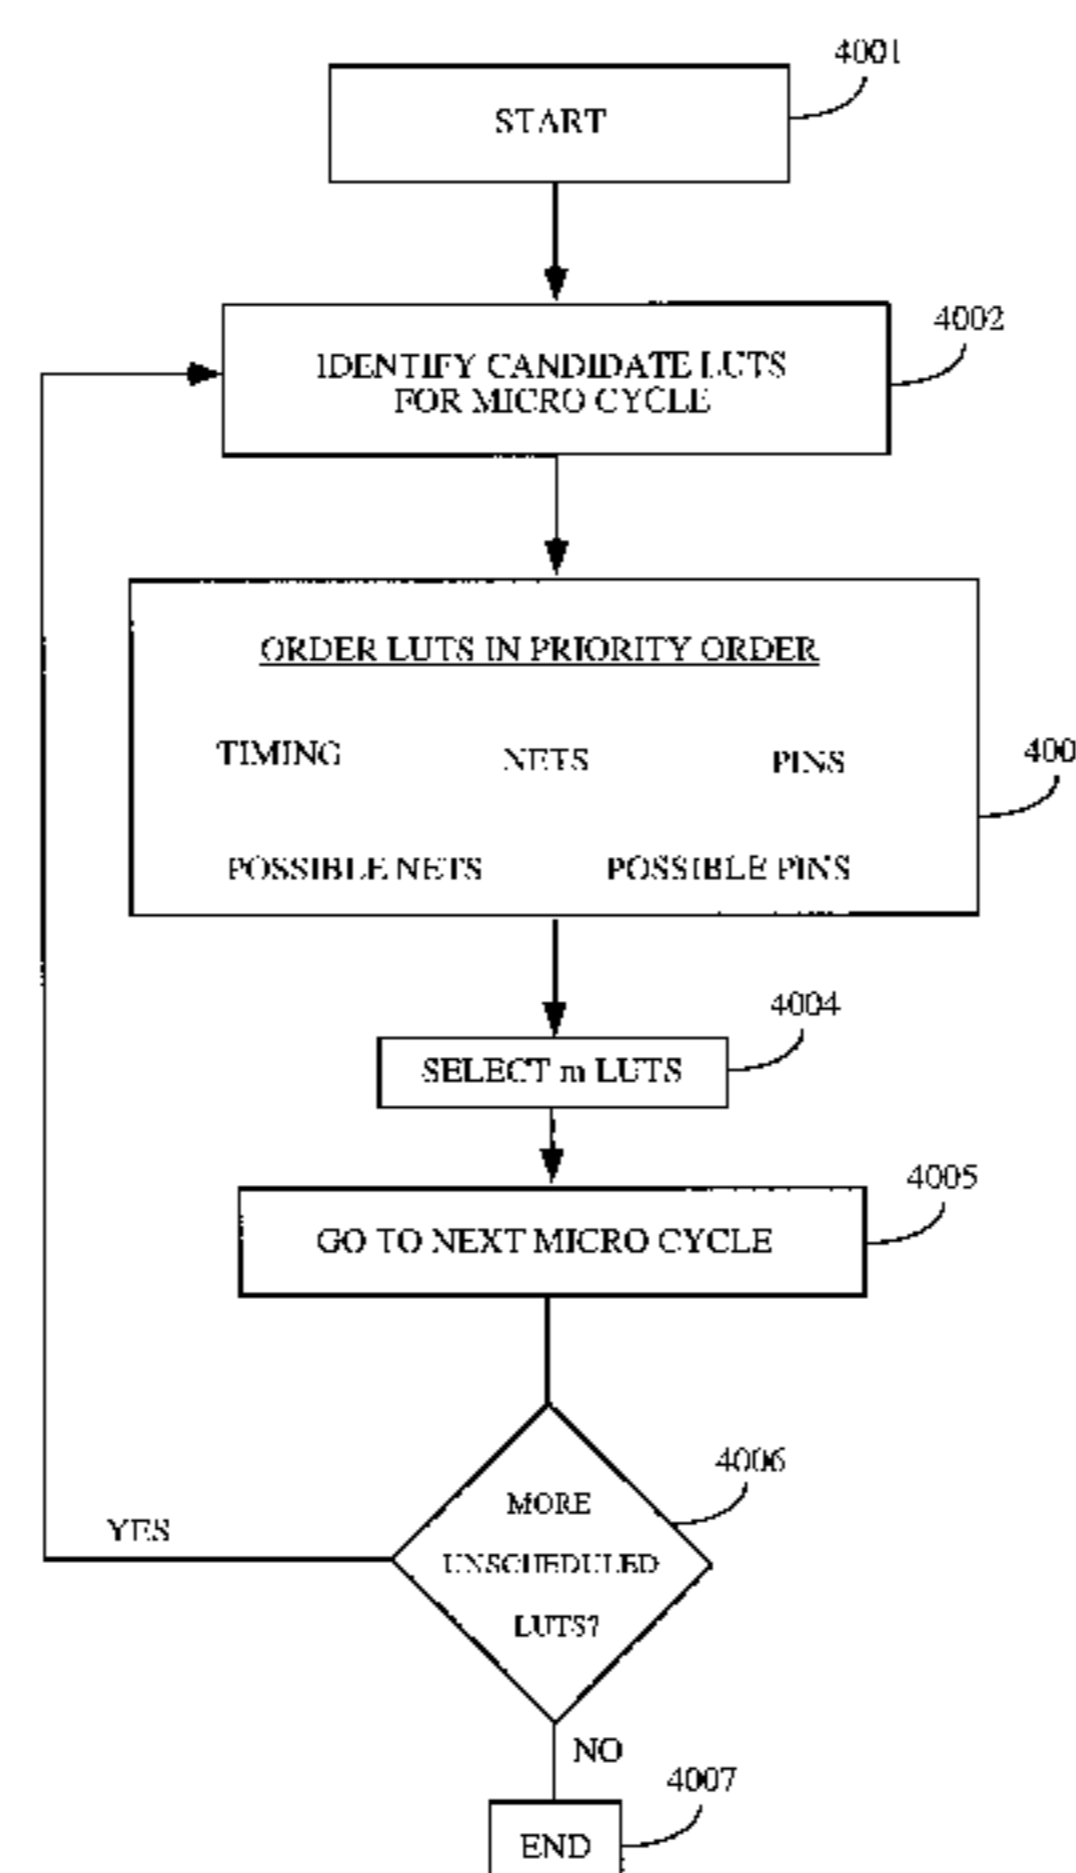 4001
START
4002
IDENTIFY CANDIDATE LUTS
FOR MICRO CYCLE
ORDER LUTS IN PRIORITY ORDER
TIMING NETS PINS
400
POSSIBLE NETS POSSIBLE PINS
4004
SELECT m LUTS
4005
GO TO NEXT MICRO CYCLE
4006
MORE
UNSCHEDULED
LUTS?
YES
NO
4007
END